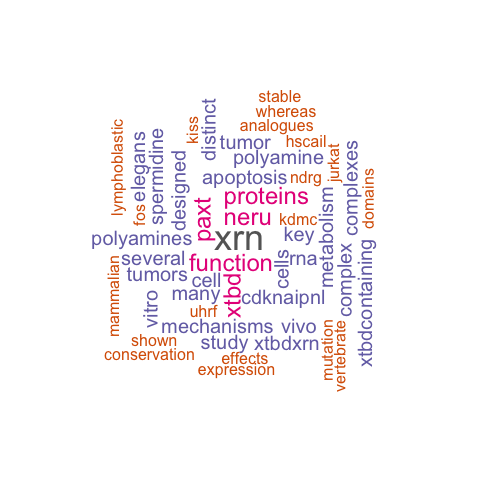 stable
whereas
analogues
kiss
distinct
tumor
hscail
lymphoblastic
elegans
spermidine
designed
polyamine
jurkat
complexes
apoptosis
ndrg
domains
fos
paxt
proteins
neru
kdmc
metabolism
polyamines
xrn
key
several
function
cells
rna
complex
xtbdcontaining
tumors
cell
xtbd
mammalian
vitro
many
cdknaipnl
uhrf
mechanisms
vivo
shown
study
xtbdxrn
mutation
vertebrate
conservation
effects
expression